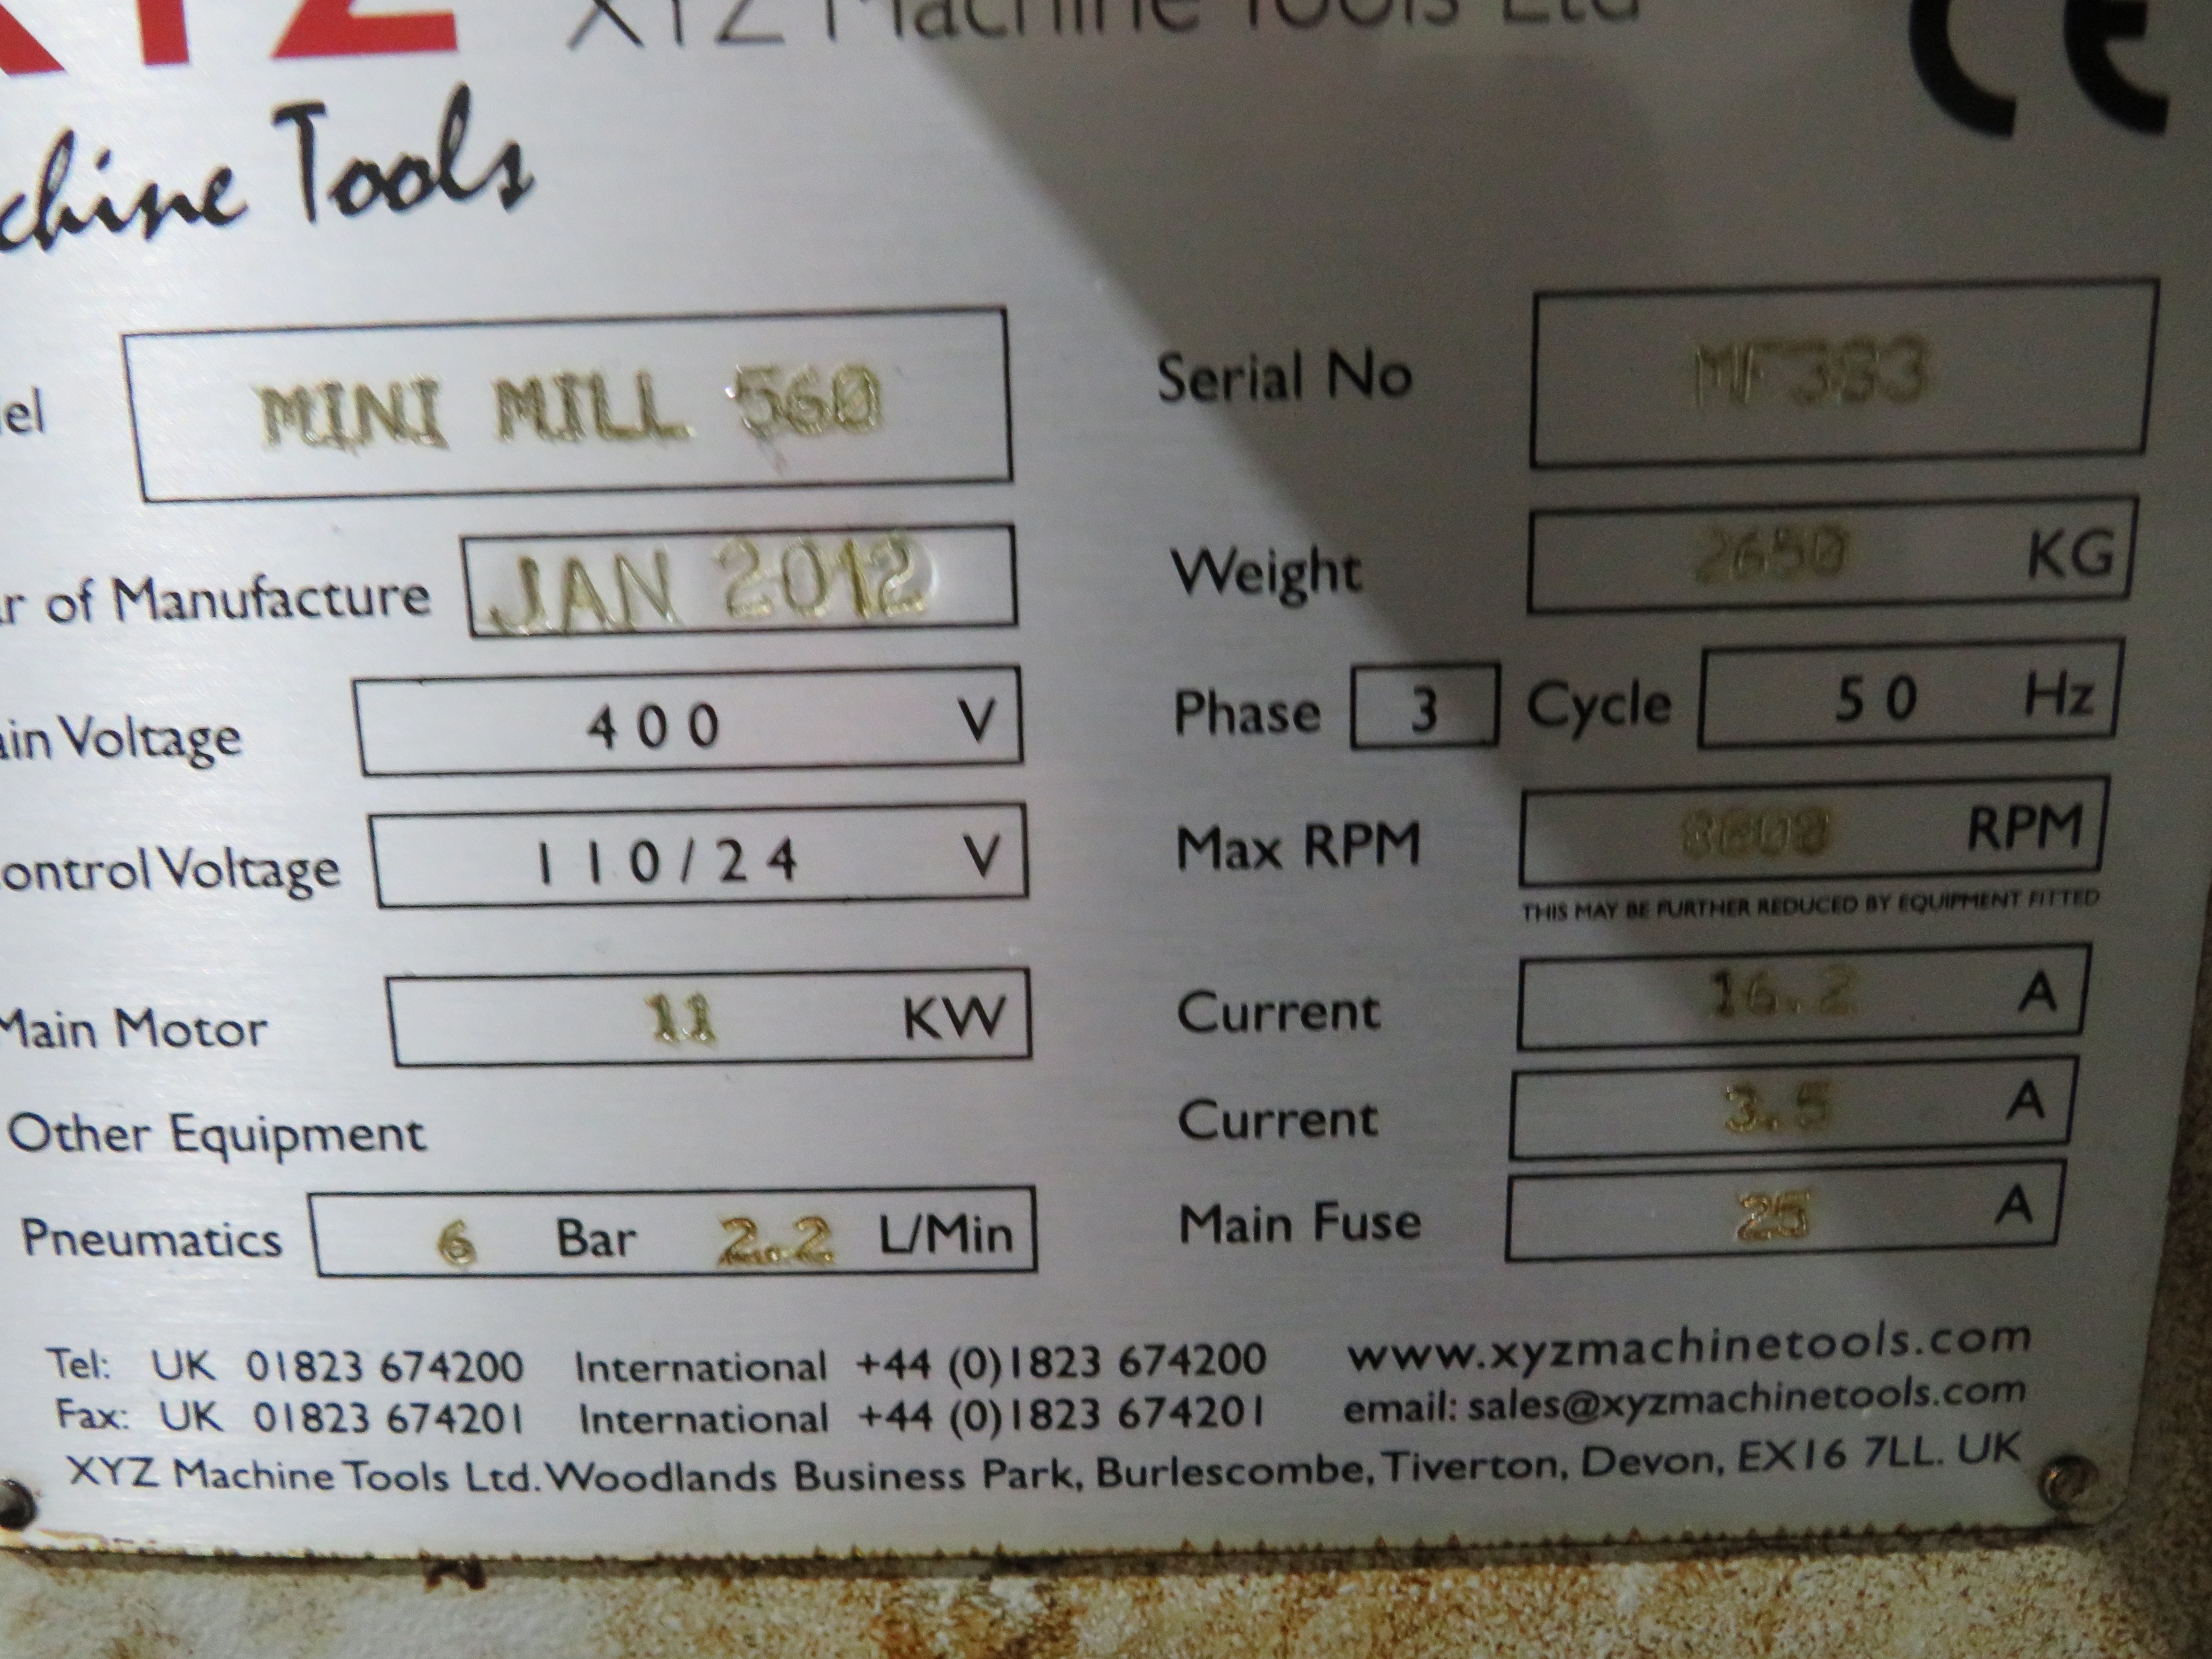 XYZ XYZ Machine Tools Ltd CE
chine Tools
el MINI MILL 560 Serial No MF383
r of Manufacture JAN 2012 Weight 2650 KG
ain Voltage 400 V Phase 3 Cycle 50 Hz
ontrol Voltage 110/24 V Max RPM 8000 RPM
THIS MAY BE FURTHER REDUCED BY EQUIPMENT FITTED
Main Motor 11 KW Current 16.2 A
Other Equipment Current 3.5 A
Pneumatics 6 Bar 2.2 L/Min Main Fuse 25 A
Tel: UK 01823 674200 International +44 (0)1823 674200 www.xyzmachinetools.com
Fax: UK 01823 674201 International +44 (0)1823 674201 email: sales@xyzmachinetools.com
XYZ Machine Tools Ltd. Woodlands Business Park, Burlescombe, Tiverton, Devon, EX16 7LL. UK